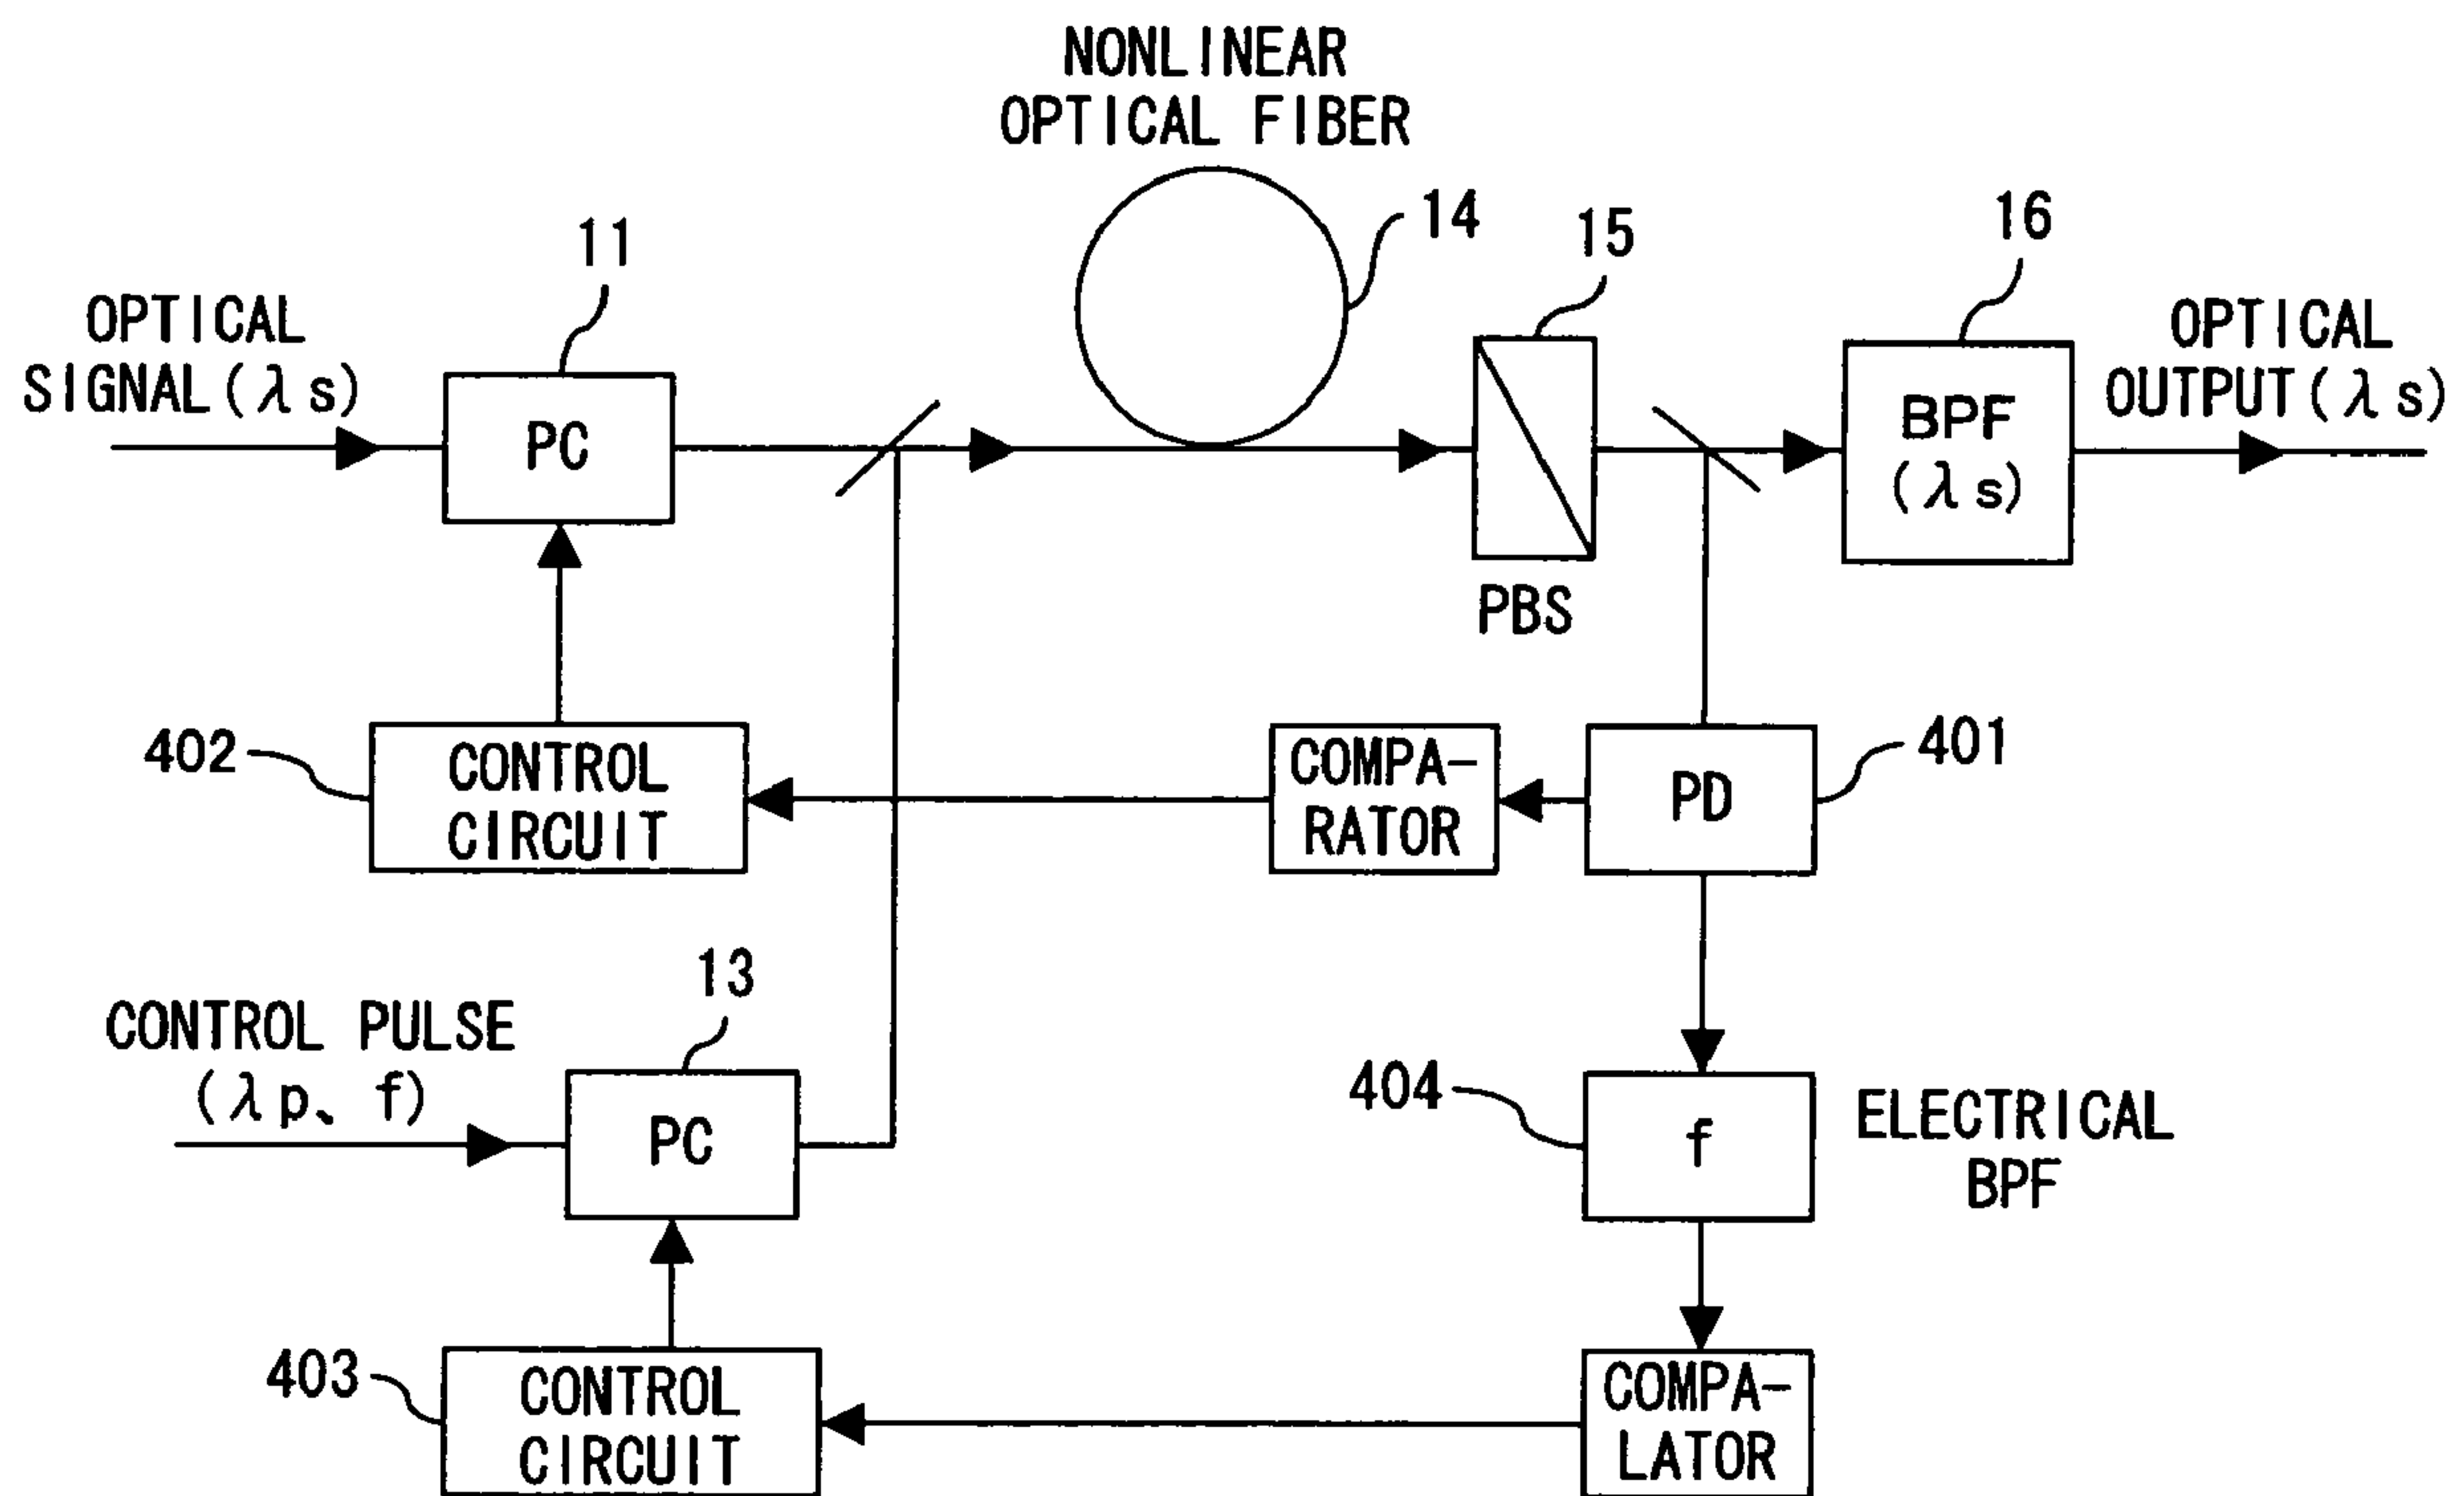 NONLINEAR
OPTICAL FIBER
14
15
16
11
OPTICAL
SIGNAL(λs)
PC
BPF
(λs)
OPTICAL
OUTPUT(λs)
PBS
402
CONTROL
CIRCUIT
COMPA-
RATOR
PD
401
13
CONTROL PULSE
(λp、f)
PC
404
f
ELECTRICAL
BPF
403
CONTROL
CIRCUIT
COMPA-
LATOR